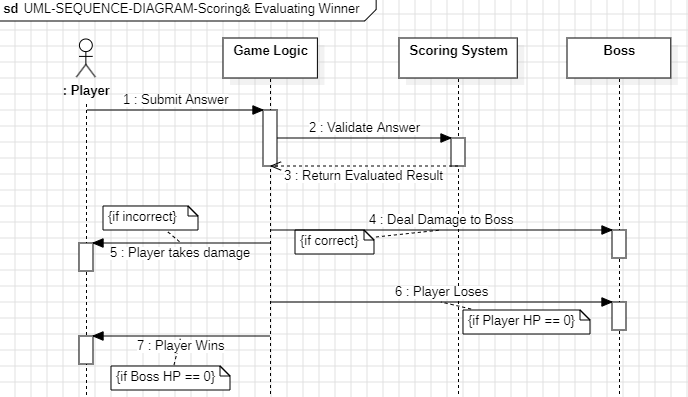 sd UML-SEQUENCE-DIAGRAM-Scoring& Evaluating Winner
Game Logic
Scoring System
Boss
: Player
1 : Submit Answer
2 : Validate Answer
3 : Return Evaluated Result
{if incorrect}
4 : Deal Damage to Boss
{if correct}
5 : Player takes damage
6 : Player Loses
{if Player HP == 0}
7 : Player Wins
{if Boss HP == 0}